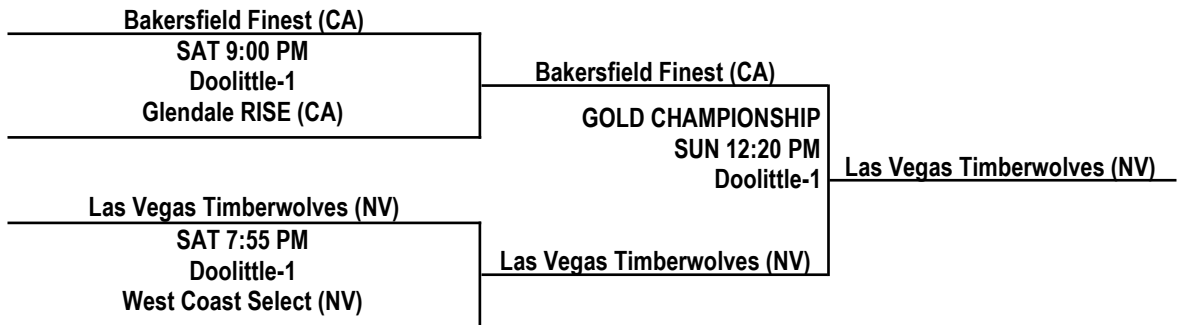 Bakersfield Finest (CA)
SAT 9:00 PM
Doolittle-1
Glendale RISE (CA)
Bakersfield Finest (CA)
GOLD CHAMPIONSHIP
SUN 12:20 PM
Doolittle-1
Las Vegas Timberwolves (NV)
Las Vegas Timberwolves (NV)
SAT 7:55 PM
Doolittle-1
West Coast Select (NV)
Las Vegas Timberwolves (NV)